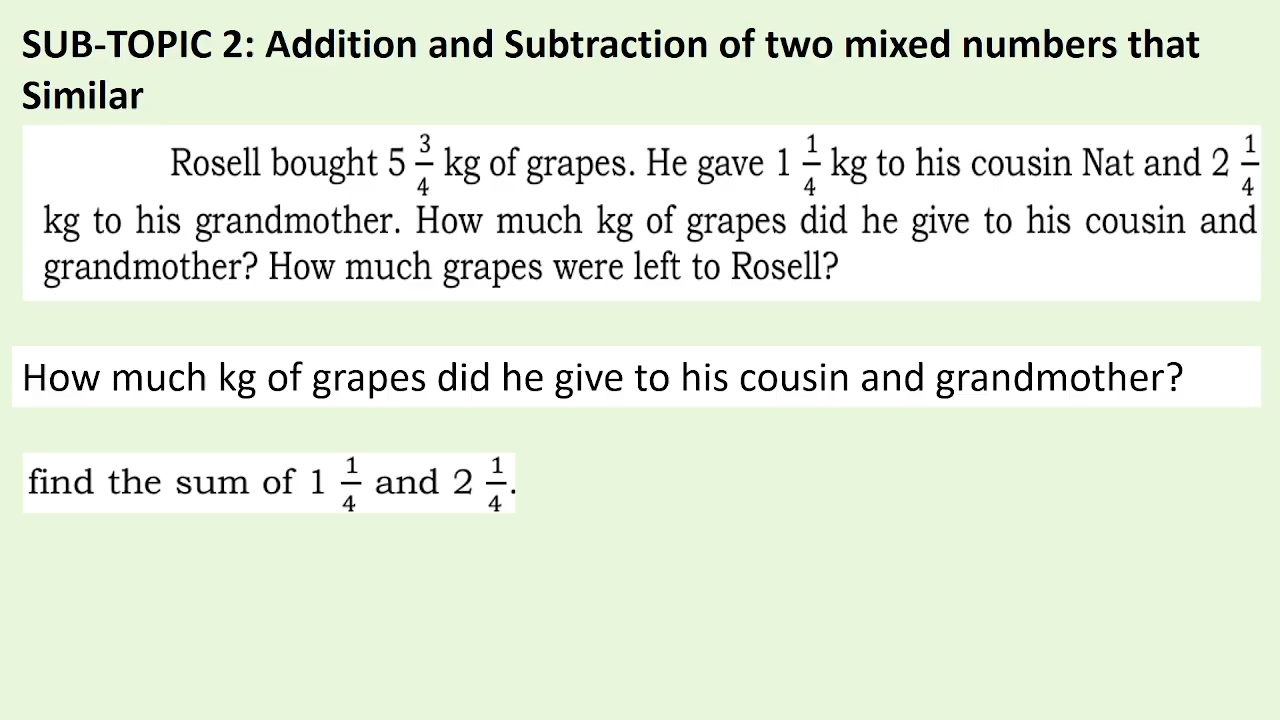 SUB-TOPIC 2: Addition and Subtraction of two mixed numbers that
Similar
Rosell bought 5 3/4 kg of grapes. He gave 1 1/4 kg to his cousin Nat and 2 1/4
kg to his grandmother. How much kg of grapes did he give to his cousin and
grandmother? How much grapes were left to Rosell?
How much kg of grapes did he give to his cousin and grandmother?
find the sum of 1 1/4 and 2 1/4.